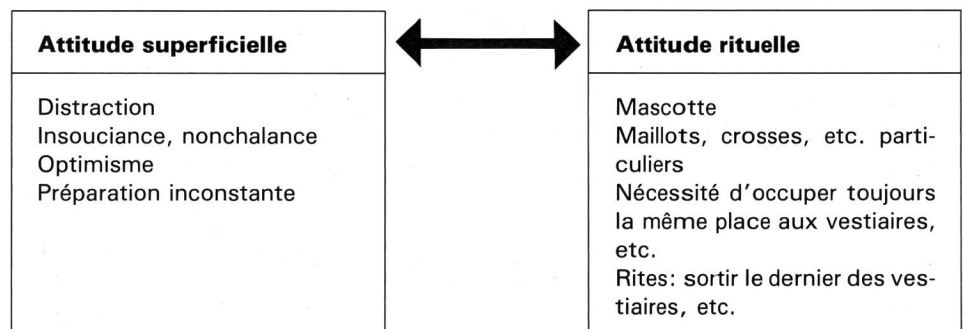 Attitude superficielle
Distraction
Insouciance, nonchalance
Optimisme
Préparation inconstante
Attitude rituelle
Mascotte
Maillots, crosses, etc. parti-
culiers
Nécessité d'occuper toujours
la même place aux vestiaires,
etc.
Rites: sortir le dernier des ves-
tiaires, etc.